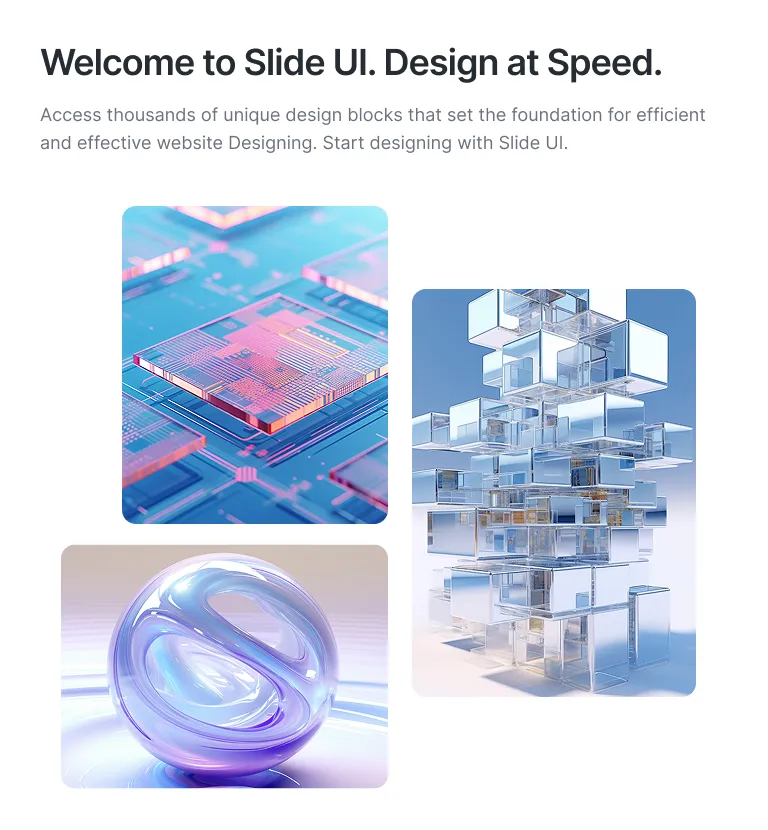 Welcome to Slide UI. Design at Speed.
Access thousands of unique design blocks that set the foundation for efficient
and effective website Designing. Start designing with Slide UI.